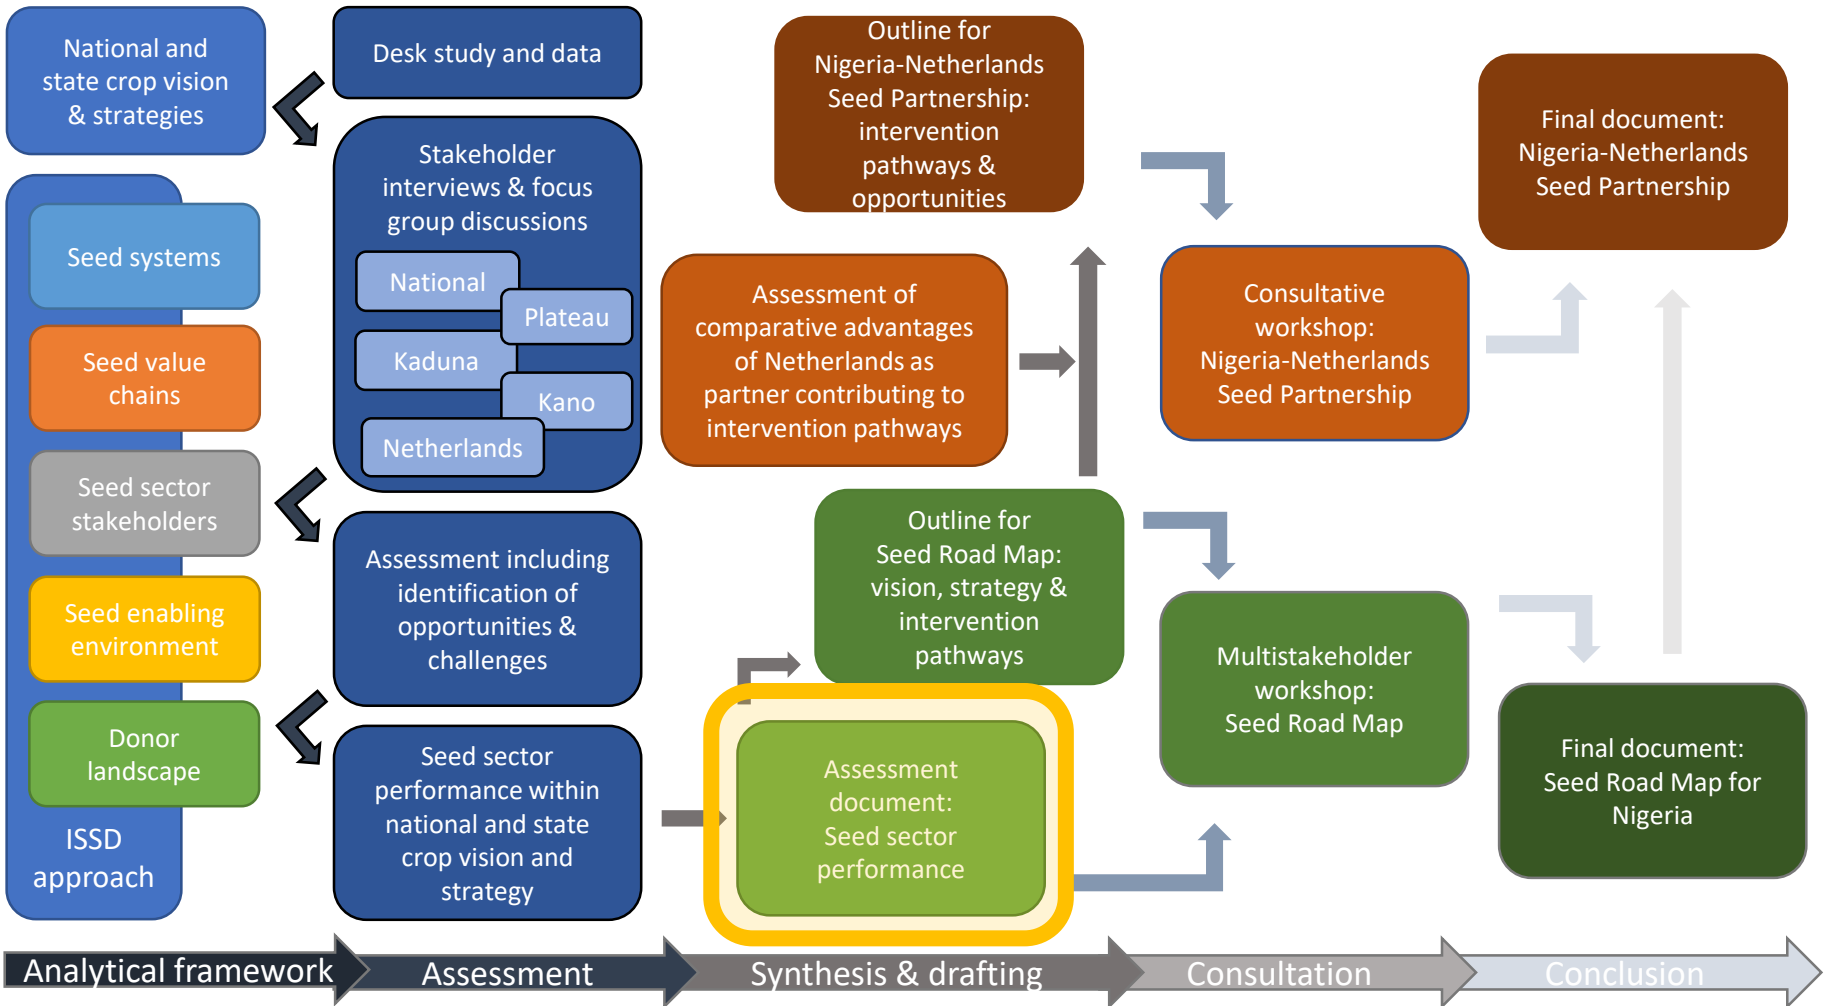 National and
state crop vision
& strategies
Seed systems
Seed value
chains
Seed sector
stakeholders
Seed enabling
environment
Donor
landscape
ISSD
approach
Desk study and data
Stakeholder
interviews & focus
group discussions
National
Plateau
Kaduna
Kano
Netherlands
Assessment including
identification of
opportunities &
challenges
Seed sector
performance within
national and state
crop vision and
strategy
Outline for
Nigeria-Netherlands
Seed Partnership:
intervention
pathways &
opportunities
Assessment of
comparative advantages
of Netherlands as
partner contributing to
intervention pathways
Outline for
Seed Road Map:
vision, strategy &
intervention
pathways
Assessment
document:
Seed sector
performance
Consultative
workshop:
Nigeria-Netherlands
Seed Partnership
Multistakeholder
workshop:
Seed Road Map
Final document:
Nigeria-Netherlands
Seed Partnership
Final document:
Seed Road Map for
Nigeria
Analytical framework
Assessment
Synthesis & drafting
Consultation
Conclusion